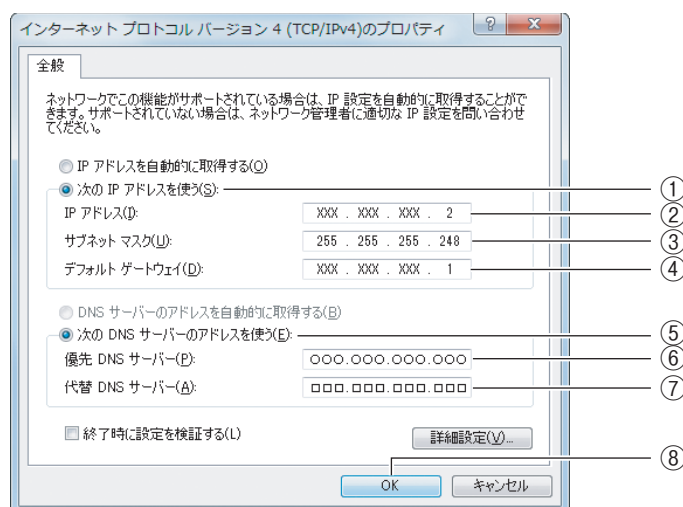 インターネット プロトコル バージョン 4 (TCP/IPv4)のプロパティ
?
x
全般
ネットワークでこの機能がサポートされている場合は、IP 設定を自動的に取得することがで
きます。サポートされていない場合は、ネットワーク管理者に適切な IP 設定を問い合わせ
てください。
IP アドレスを自動的に取得する(O)
次の IP アドレスを使う(S): ①
IP アドレス(I): XXX . XXX . XXX . 2 ②
サブネット マスク(U): 255 . 255 . 255 . 248 ③
デフォルト ゲートウェイ(D): XXX . XXX . XXX . 1 ④
DNS サーバーのアドレスを自動的に取得する(B)
次の DNS サーバーのアドレスを使う(E): ⑤
優先 DNS サーバー(P): ○○○.○○○.○○○.○○○ ⑥
代替 DNS サーバー(A): □□□.□□□.□□□.□□□ ⑦
終了時に設定を検証する(L)
詳細設定(V)...
⑧
OK キャンセル